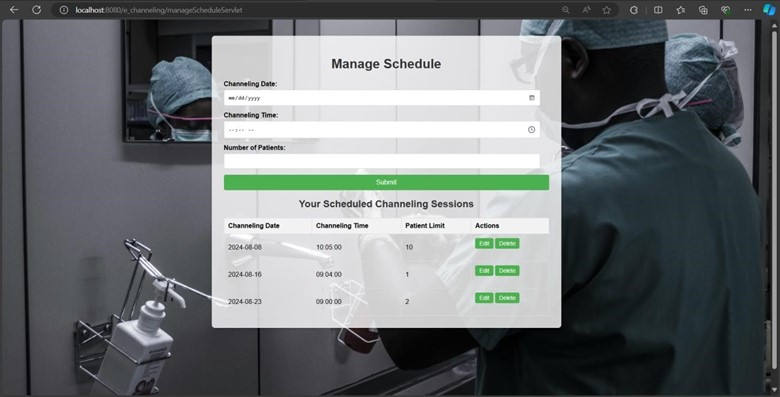 localhost:8080/e_channeling/manageScheduleServlet
Manage Schedule
Channeling Date:
mm/dd/yyyy
Channeling Time:
--:-- --
Number of Patients:
Submit
Your Scheduled Channeling Sessions
Channeling Date Channeling Time Patient Limit Actions
2024-08-08 10:05:00 10 Edit Delete
2024-08-16 09:04:00 1 Edit Delete
2024-08-23 09:00:00 2 Edit Delete